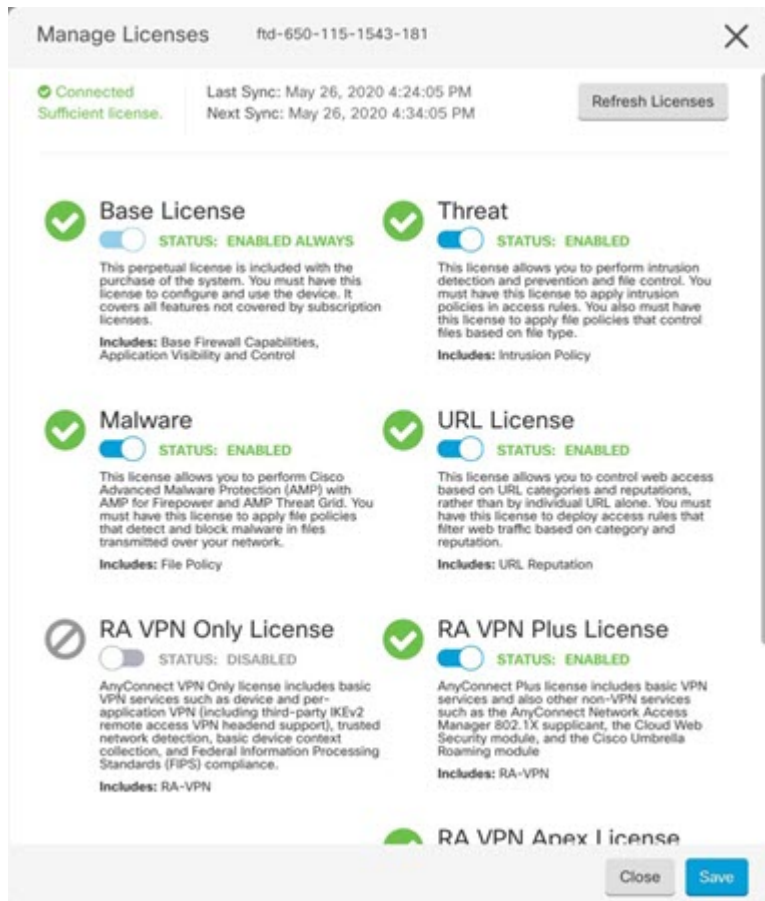 Manage Licenses ftd-650-115-1543-181
Connected
Sufficient license.
Last Sync: May 26, 2020 4:24:05 PM
Next Sync: May 26, 2020 4:34:05 PM
Refresh Licenses
Base License
STATUS: ENABLED ALWAYS
This perpetual license is included with the
purchase of the system. You must have this
license to configure and use the device. It
covers all features not covered by subscription
licenses.
Includes: Base Firewall Capabilities,
Application Visibility and Control
Threat
STATUS: ENABLED
This license allows you to perform intrusion
detection and prevention and file control. You
must have this license to apply intrusion
policies in access rules. You also must have
this license to apply file policies that control
files based on file type.
Includes: Intrusion Policy
Malware
STATUS: ENABLED
This license allows you to perform Cisco
Advanced Malware Protection (AMP) with
AMP for Firepower and AMP Threat Grid. You
must have this license to apply file policies
that detect and block malware in files
transmitted over your network.
Includes: File Policy
URL License
STATUS: ENABLED
This license allows you to control web access
based on URL categories and reputations,
rather than by individual URL alone. You must
have this license to deploy access rules that
filter web traffic based on category and
reputation.
Includes: URL Reputation
RA VPN Only License
STATUS: DISABLED
AnyConnect VPN Only license includes basic
VPN services such as device and per-
application VPN (including third-party IKEv2
remote access VPN headend support), trusted
network detection, basic device context
collection, and Federal Information Processing
Standards (FIPS) compliance.
Includes: RA-VPN
RA VPN Plus License
STATUS: ENABLED
AnyConnect Plus license includes basic VPN
services and also other non-VPN services
such as the AnyConnect Network Access
Manager 802.1X supplicant, the Cloud Web
Security module, and the Cisco Umbrella
Roaming module
Includes: RA-VPN
RA VPN Apex License
Close
Save